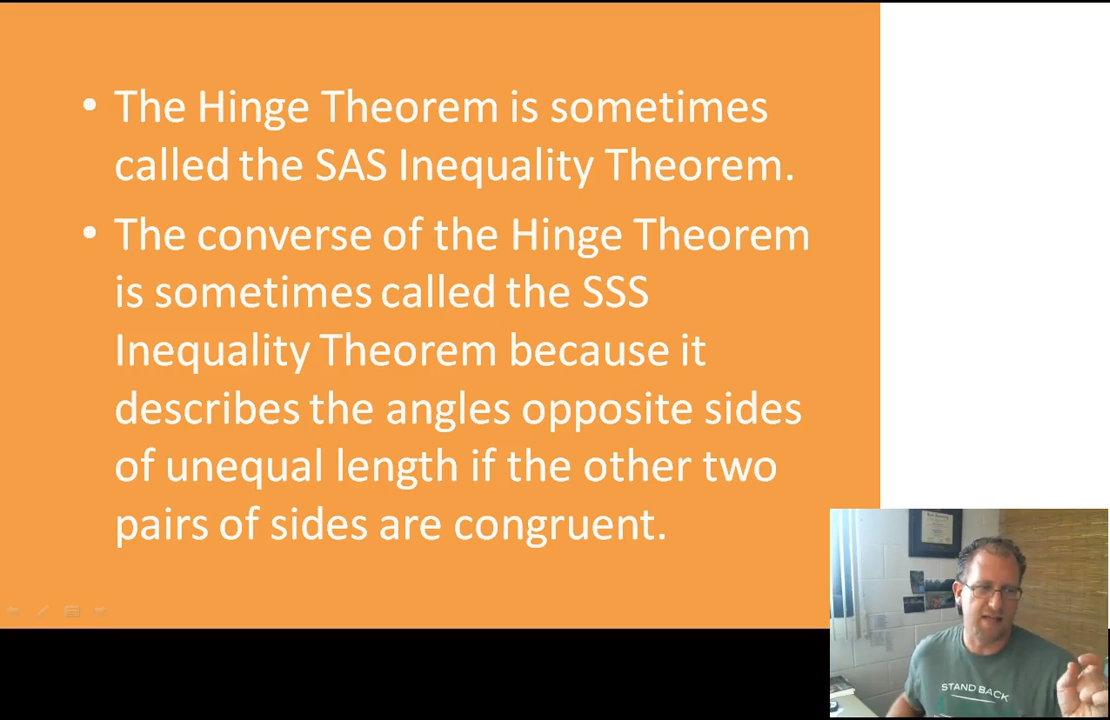 • The Hinge Theorem is sometimes
called the SAS Inequality Theorem.
• The converse of the Hinge Theorem
is sometimes called the SSS
Inequality Theorem because it
describes the angles opposite sides
of unequal length if the other two
pairs of sides are congruent.
STAND BACK